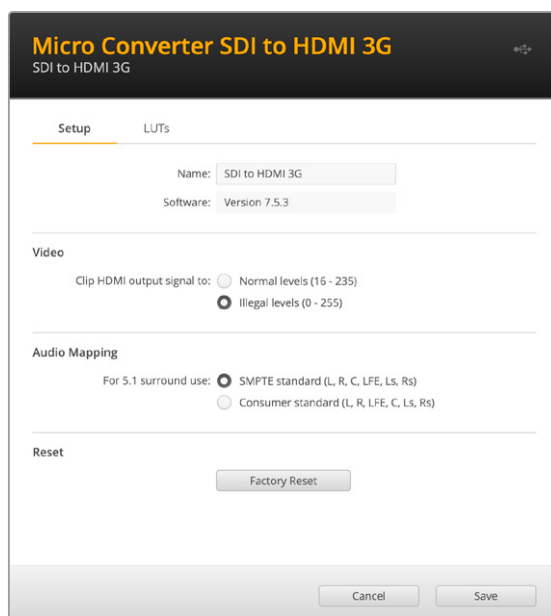 Micro Converter SDI to HDMI 3G
SDI to HDMI 3G
Setup LUTs
Name: SDI to HDMI 3G
Software: Version 7.5.3
Video
Clip HDMI output signal to: Normal levels (16 - 235)
Illegal levels (0 - 255)
Audio Mapping
For 5.1 surround use: SMPTE standard (L, R, C, LFE, Ls, Rs)
Consumer standard (L, R, LFE, C, Ls, Rs)
Reset
Factory Reset
Cancel Save